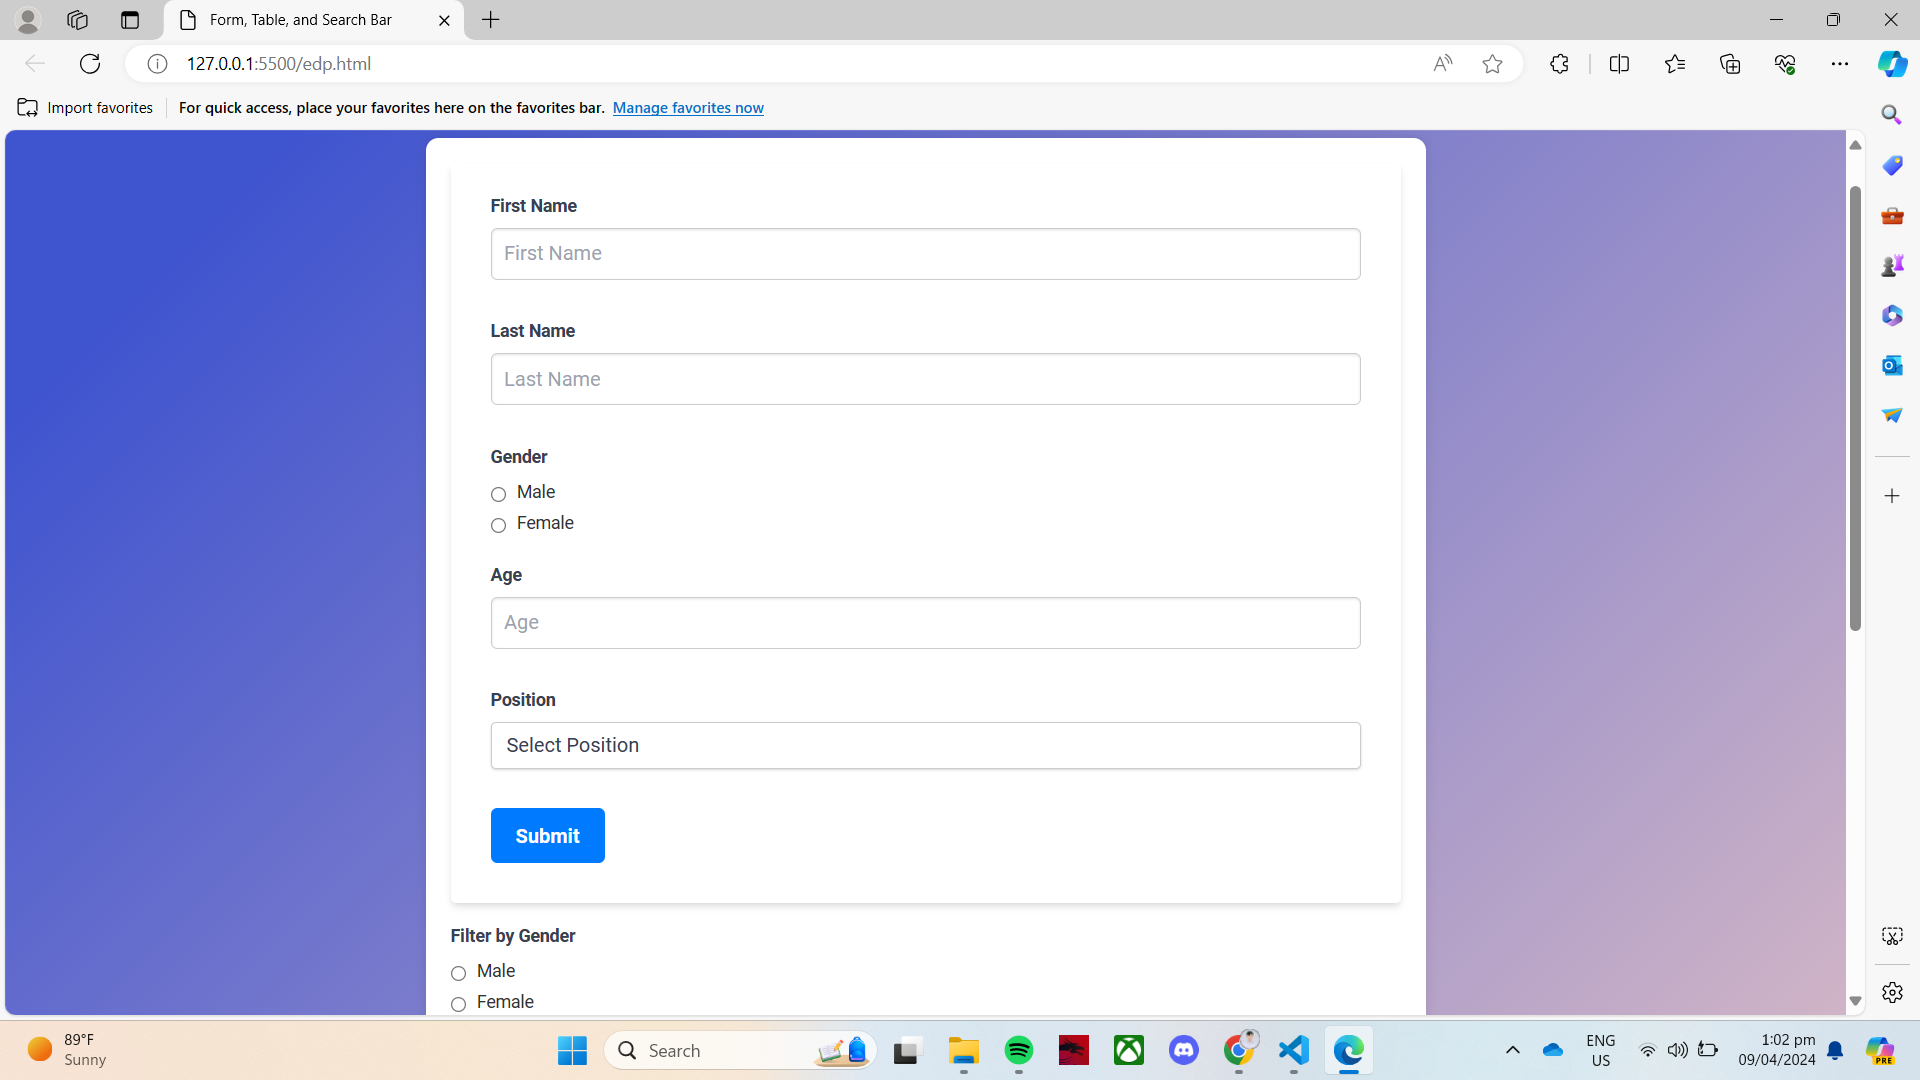 Form, Table, and Search Bar
127.0.0.1:5500/edp.html
Import favorites
For quick access, place your favorites here on the favorites bar. Manage favorites now
First Name
First Name
Last Name
Last Name
Gender
Male
Female
Age
Age
Position
Select Position
Submit
Filter by Gender
Male
Female
89°F
Sunny
Search
ENG
US
1:02 pm
09/04/2024
PRE